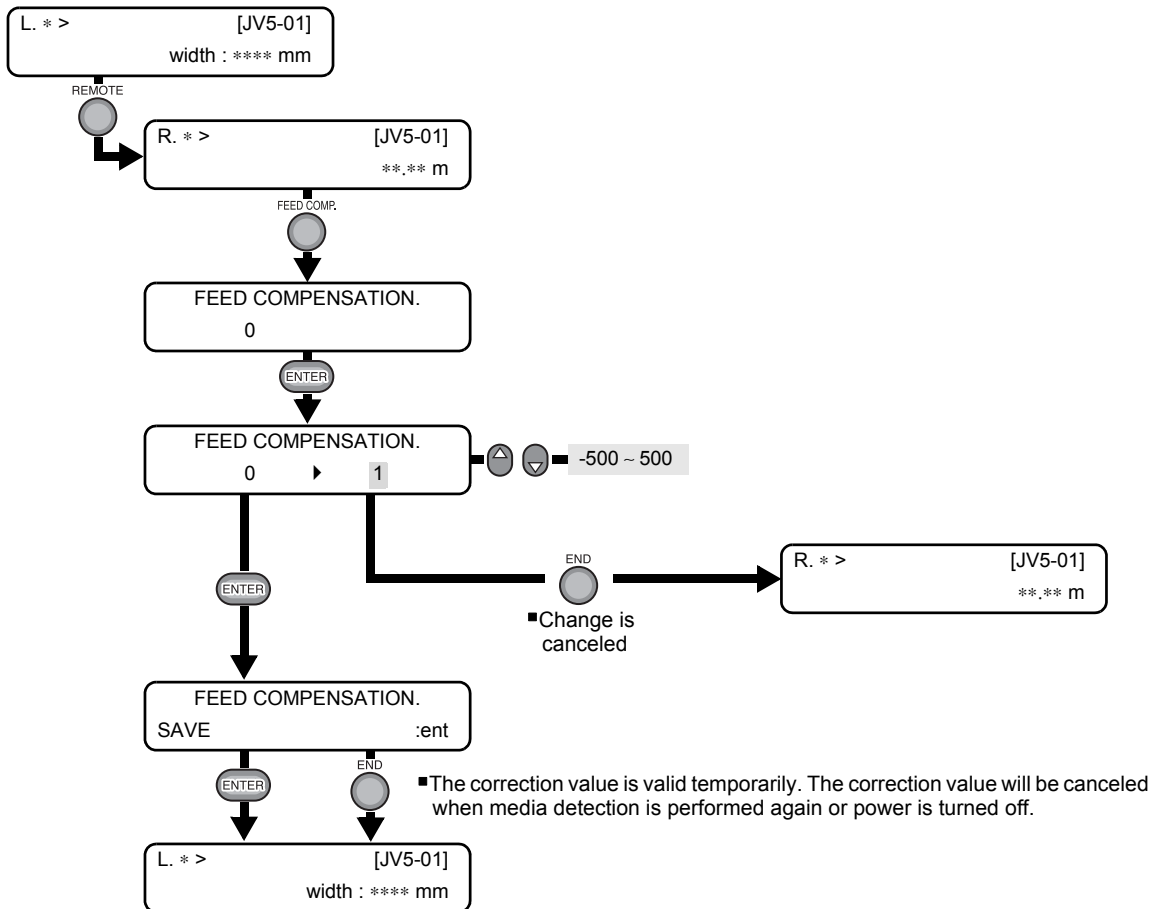 L. * > [JV5-01]
width : **** mm
REMOTE
R. * > [JV5-01]
**.** m
FEED COMP.
FEED COMPENSATION.
0
ENTER
FEED COMPENSATION.
0 ▶ 1
-500 ~ 500
ENTER
END
■Change is
canceled
R. * > [JV5-01]
**.** m
FEED COMPENSATION.
SAVE :ent
ENTER
END
■The correction value is valid temporarily. The correction value will be canceled
when media detection is performed again or power is turned off.
L. * > [JV5-01]
width : **** mm